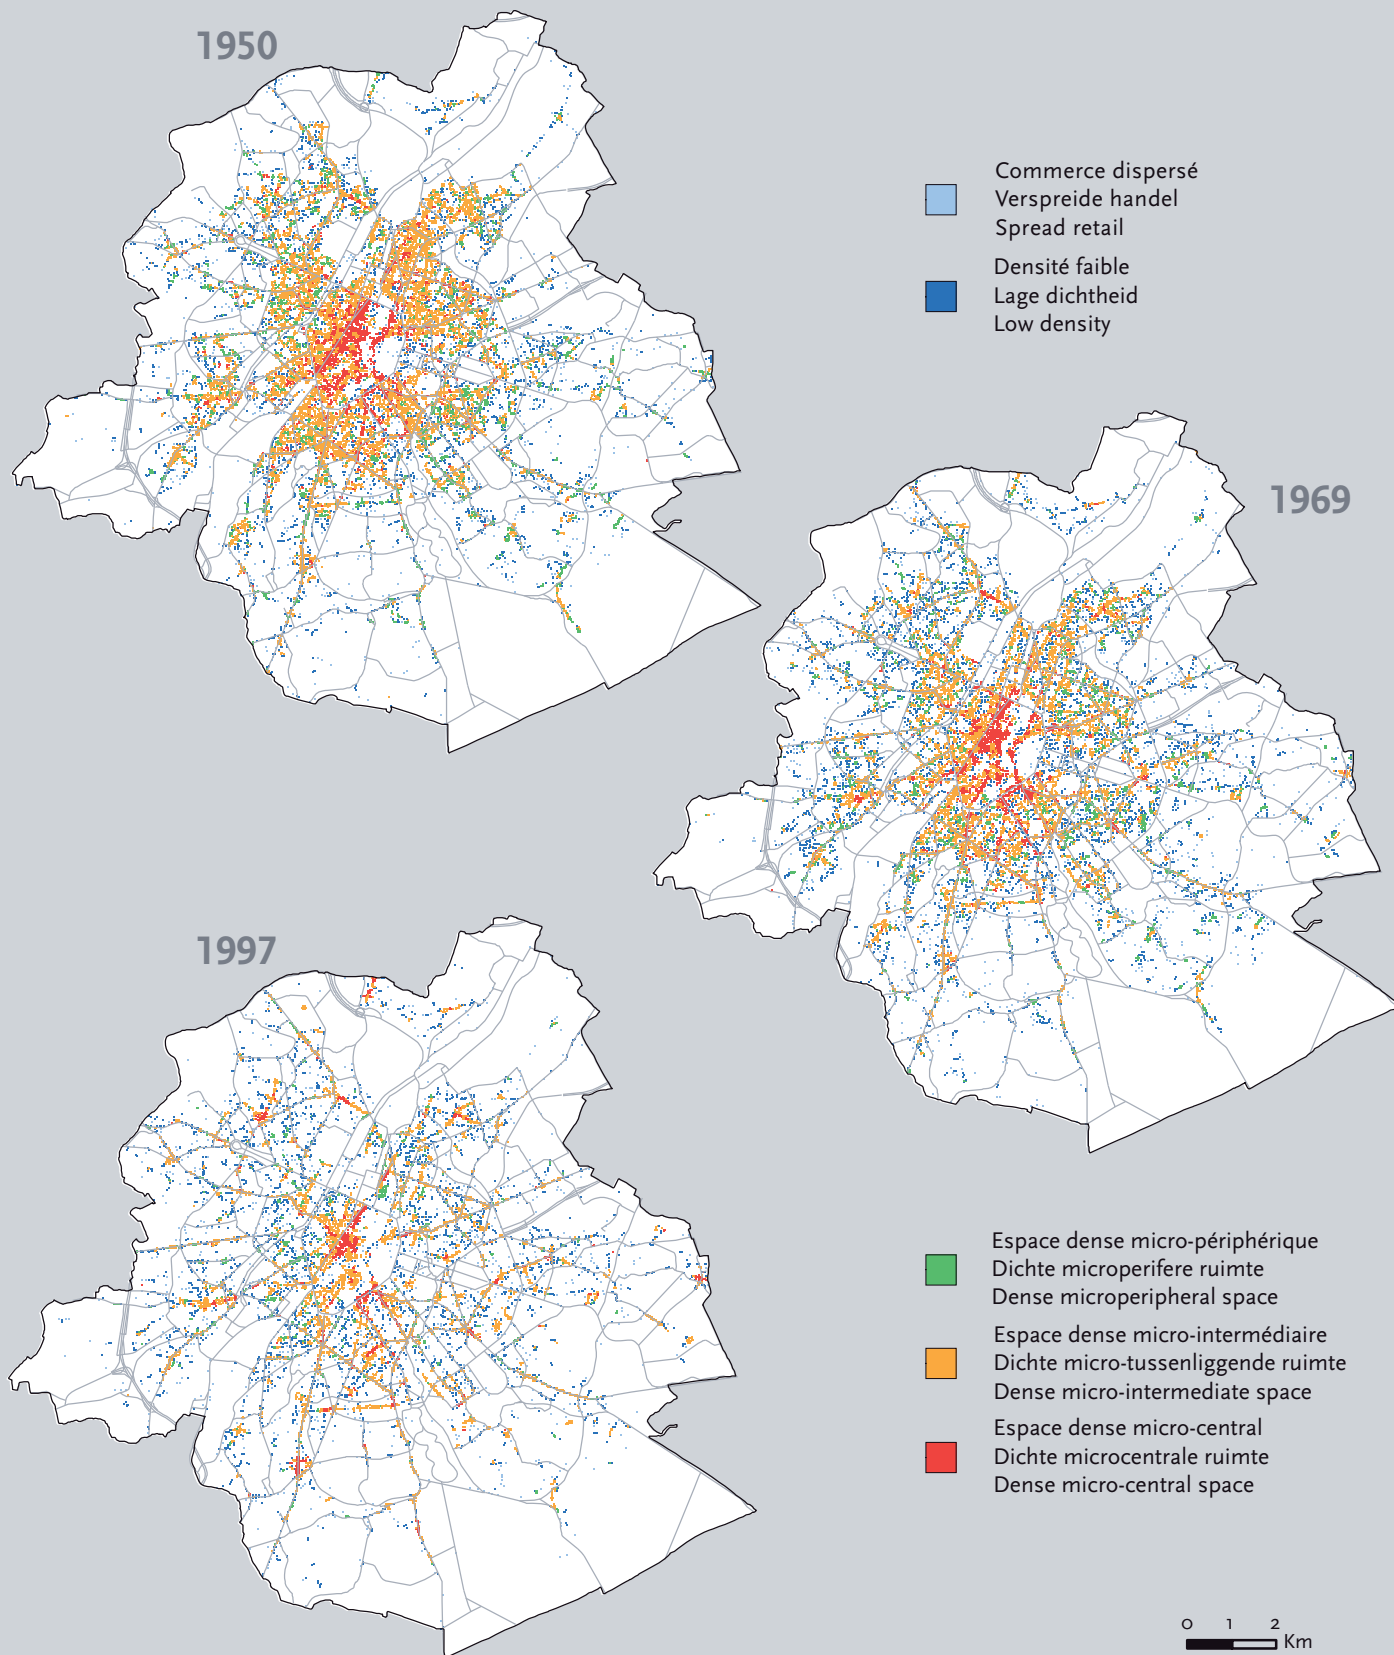 1950
Commerce dispersé
Verspreide handel
Spread retail
Densité faible
Lage dichtheid
Low density
1969
1997
Espace dense micro-périphérique
Dichte microperifere ruimte
Dense microperipheral space
Espace dense micro-intermédiaire
Dichte micro-tussenliggende ruimte
Dense micro-intermediate space
Espace dense micro-central
Dichte microcentrale ruimte
Dense micro-central space
0 1 2
Km